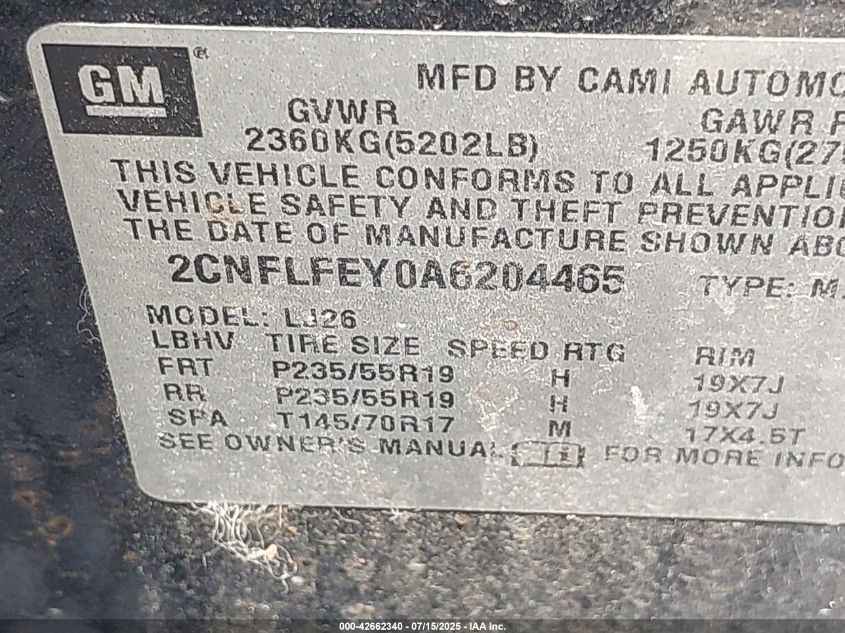 GM ®
MFD BY CAMI AUTOMO
GVWR GAWR F
2360KG(5202LB) 1250KG(27
THIS VEHICLE CONFORMS TO ALL APPLI
VEHICLE SAFETY AND THEFT PREVENTION
THE DATE OF MANUFACTURE SHOWN ABO
2CNFLFEY0A6204465 TYPE: M.
MODEL: LJ26
LBHV TIRE SIZE SPEED RTG RIM
FRT P235/55R19 H 19X7J
RR P235/55R19 H 19X7J
SPA T145/70R17 M 17X4.5T
SEE OWNER'S MANUAL FOR MORE INFO
000-42662340 - 07/15/2025 - IAA Inc.